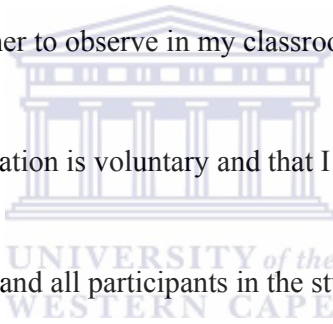 her to observe in my classroo
ation is voluntary and that I
UNIVERSITY of the
and all participants in the st
WESTERN CAPE